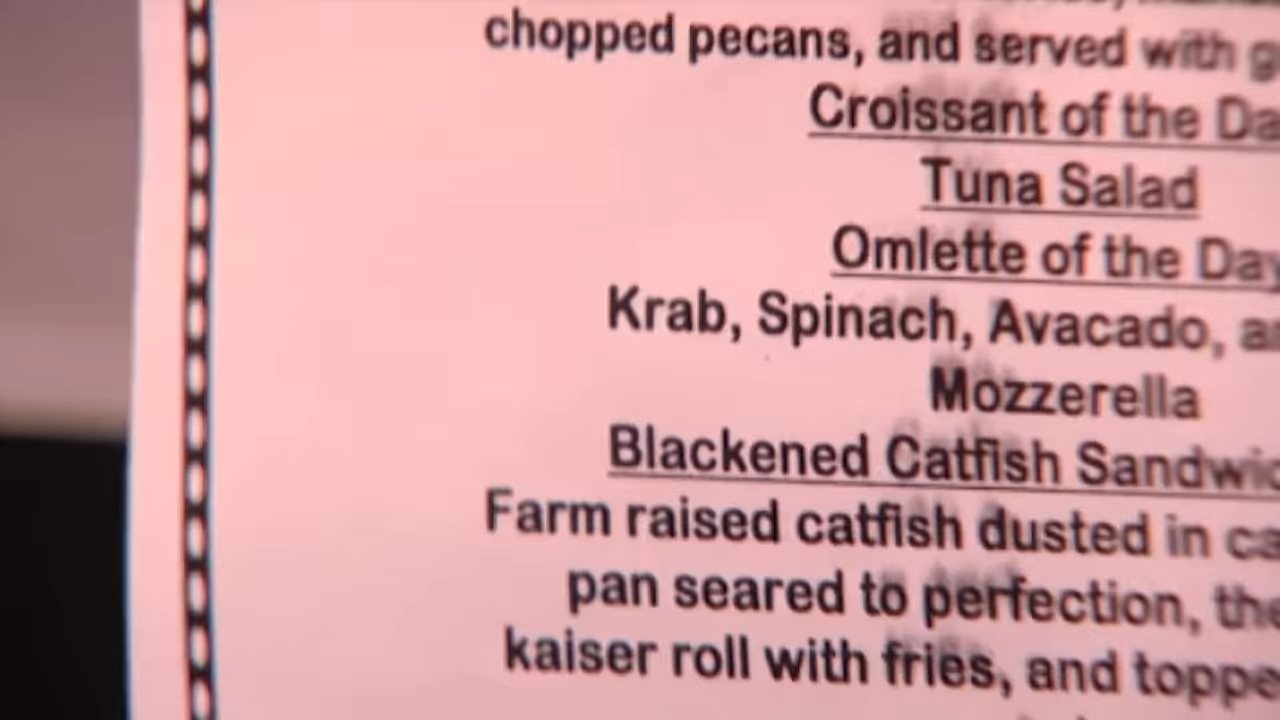 chopped pecans, and served with
Croissant of the
Tuna Salad
Omlette of the Day
Krab, Spinach, Avacado,
Mozzerella
Blackened Catfish
Farm raised catfish dusted in
pan seared to perfection,
kaiser roll with fries, and